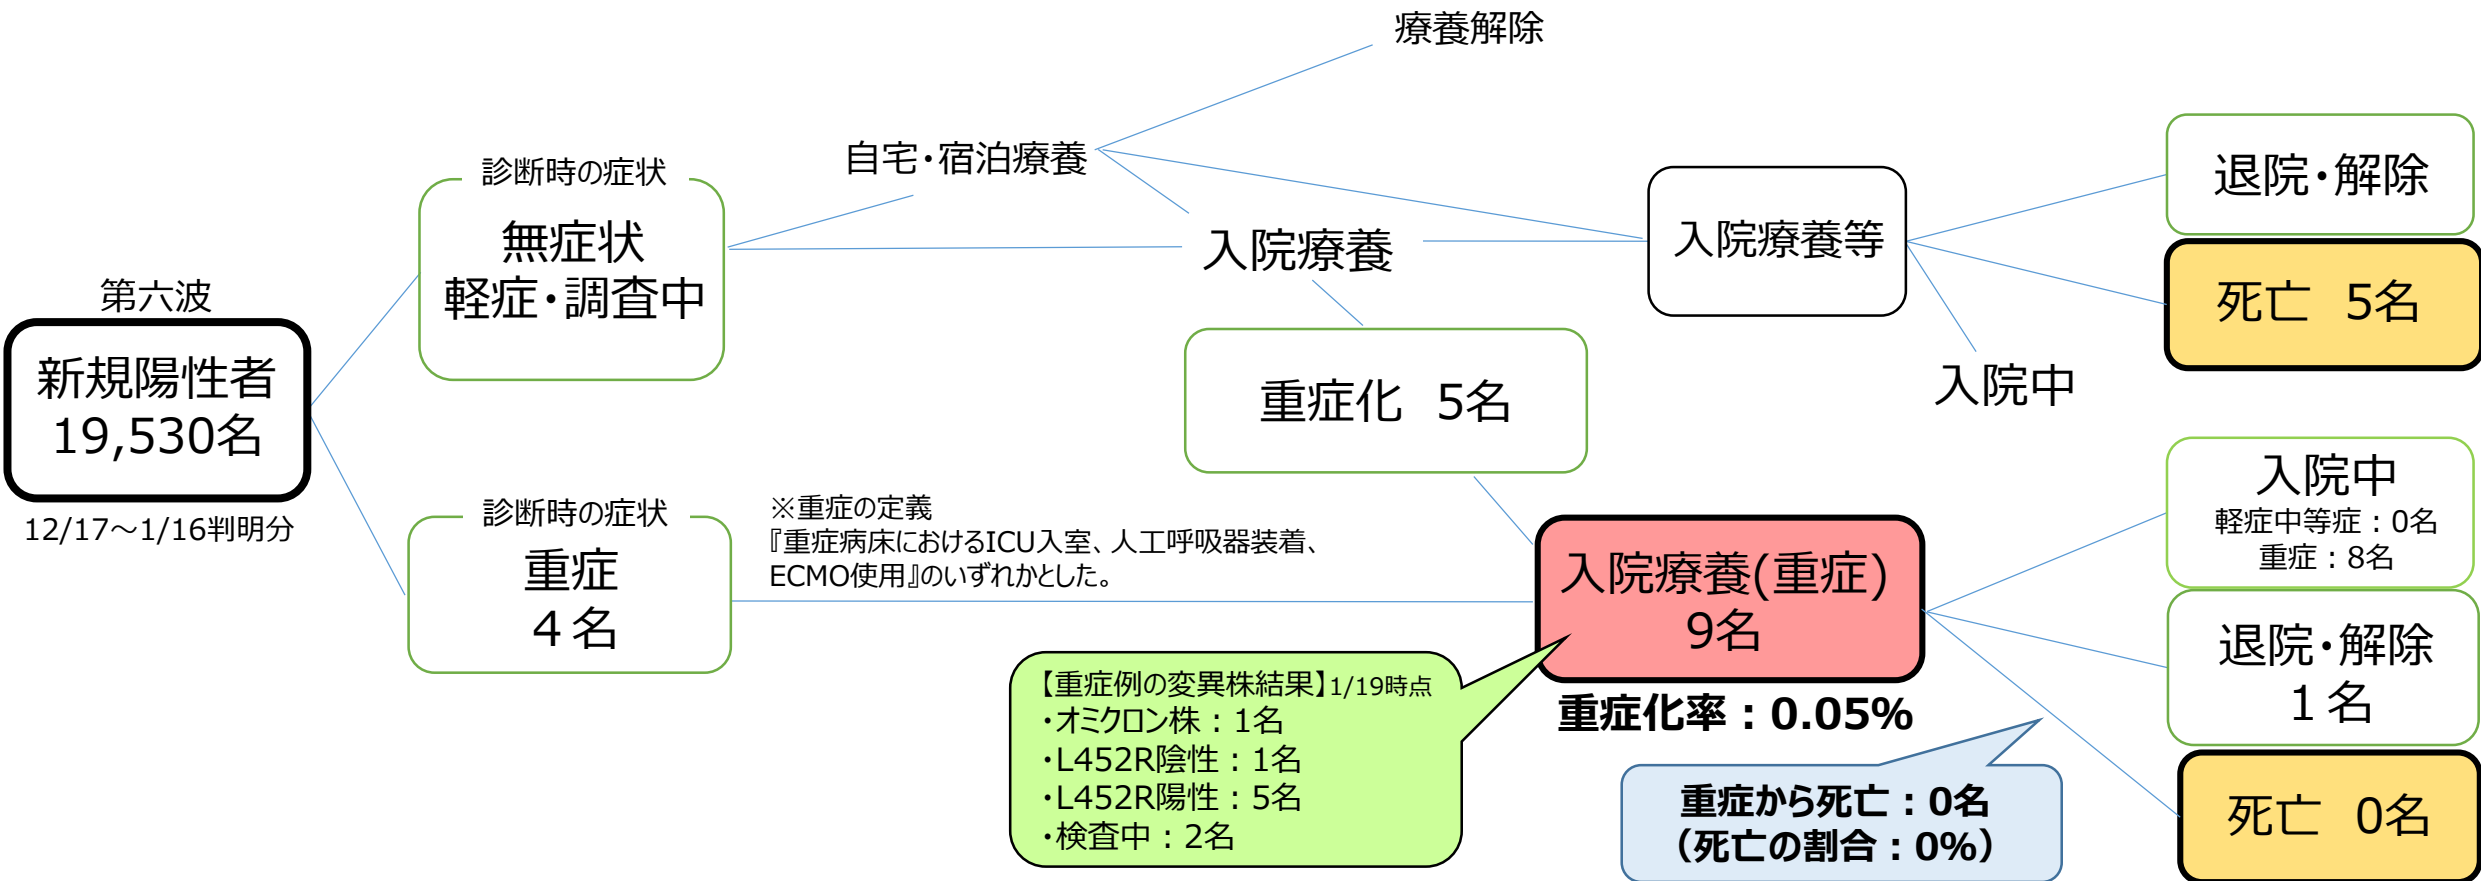 療養解除
自宅・宿泊療養
診断時の症状
無症状
軽症・調査中
入院療養
入院療養等
退院・解除
死亡　5名
入院中
第六波
新規陽性者
19,530名
12/17～1/16判明分
重症化　5名
診断時の症状
重症
４名
※重症の定義
『重症病床におけるICU入室、人工呼吸器装着、
ECMO使用』のいずれかとした。
入院療養(重症)
9名
重症化率：0.05%
【重症例の変異株結果】1/19時点
・オミクロン株：1名
・L452R陰性：1名
・L452R陽性：5名
・検査中：2名
重症から死亡：0名
（死亡の割合：0%）
入院中
軽症中等症：0名
重症：8名
退院・解除
１名
死亡　0名